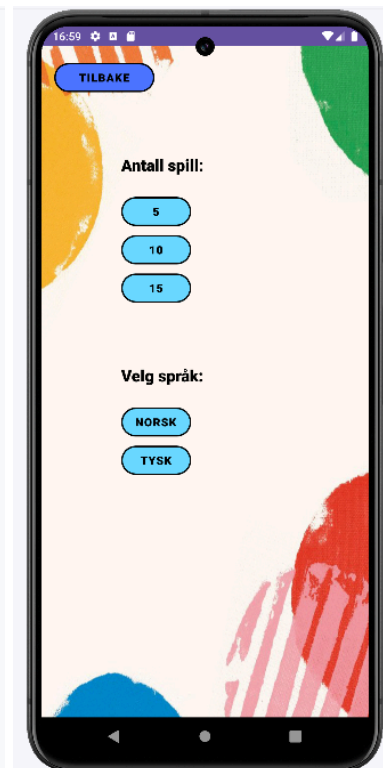 16:59
TILBAKE
Antall spill:
5
10
15
Velg språk:
NORSK
TYSK